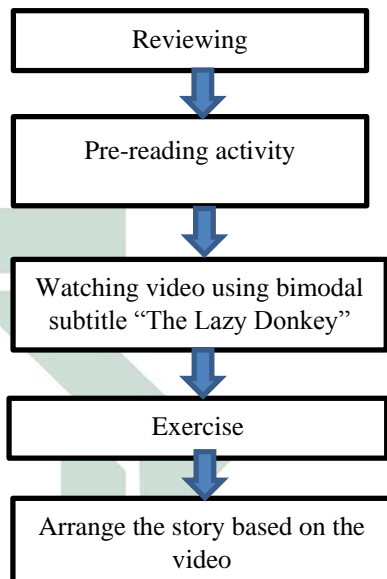 Reviewing
Pre-reading activity
Watching video using bimodal
subtitle “The Lazy Donkey”
Exercise
Arrange the story based on the
video